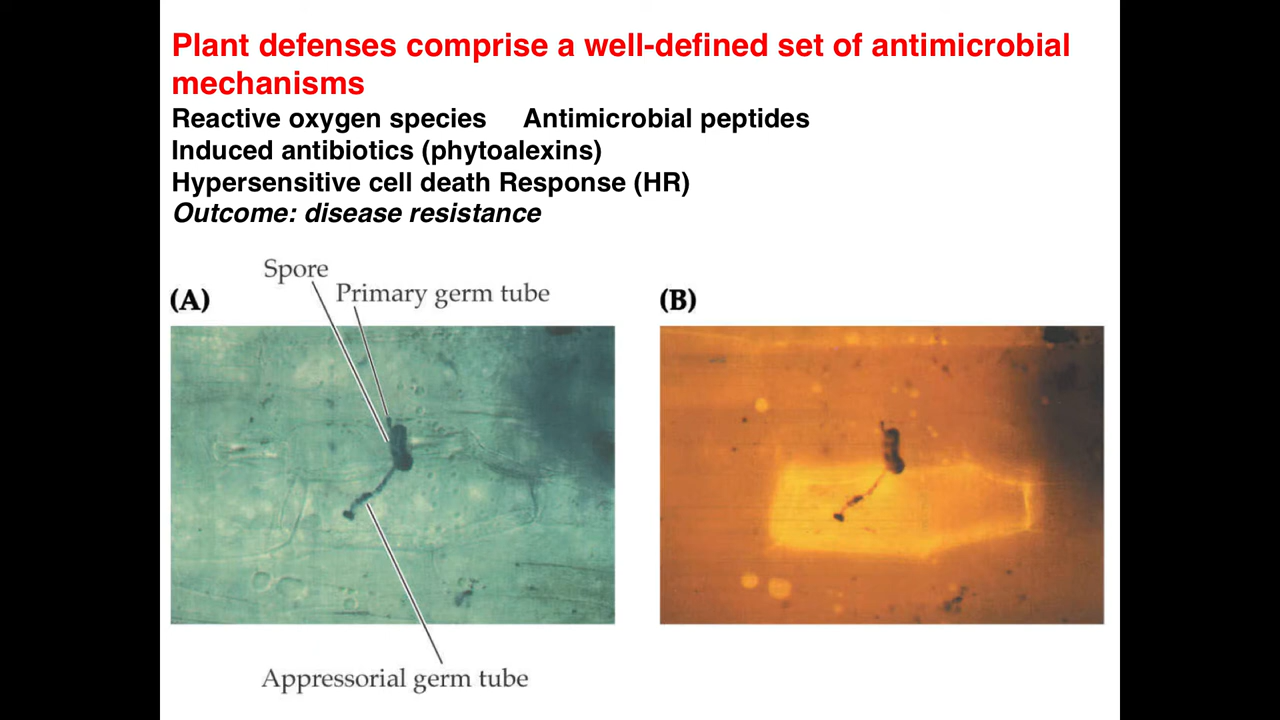 Plant defenses comprise a well-defined set of antimicrobial
mechanisms
Reactive oxygen species Antimicrobial peptides
Induced antibiotics (phytoalexins)
Hypersensitive cell death Response (HR)
Outcome: disease resistance
Spore
Primary germ tube
(A)
(B)
Appressorial germ tube